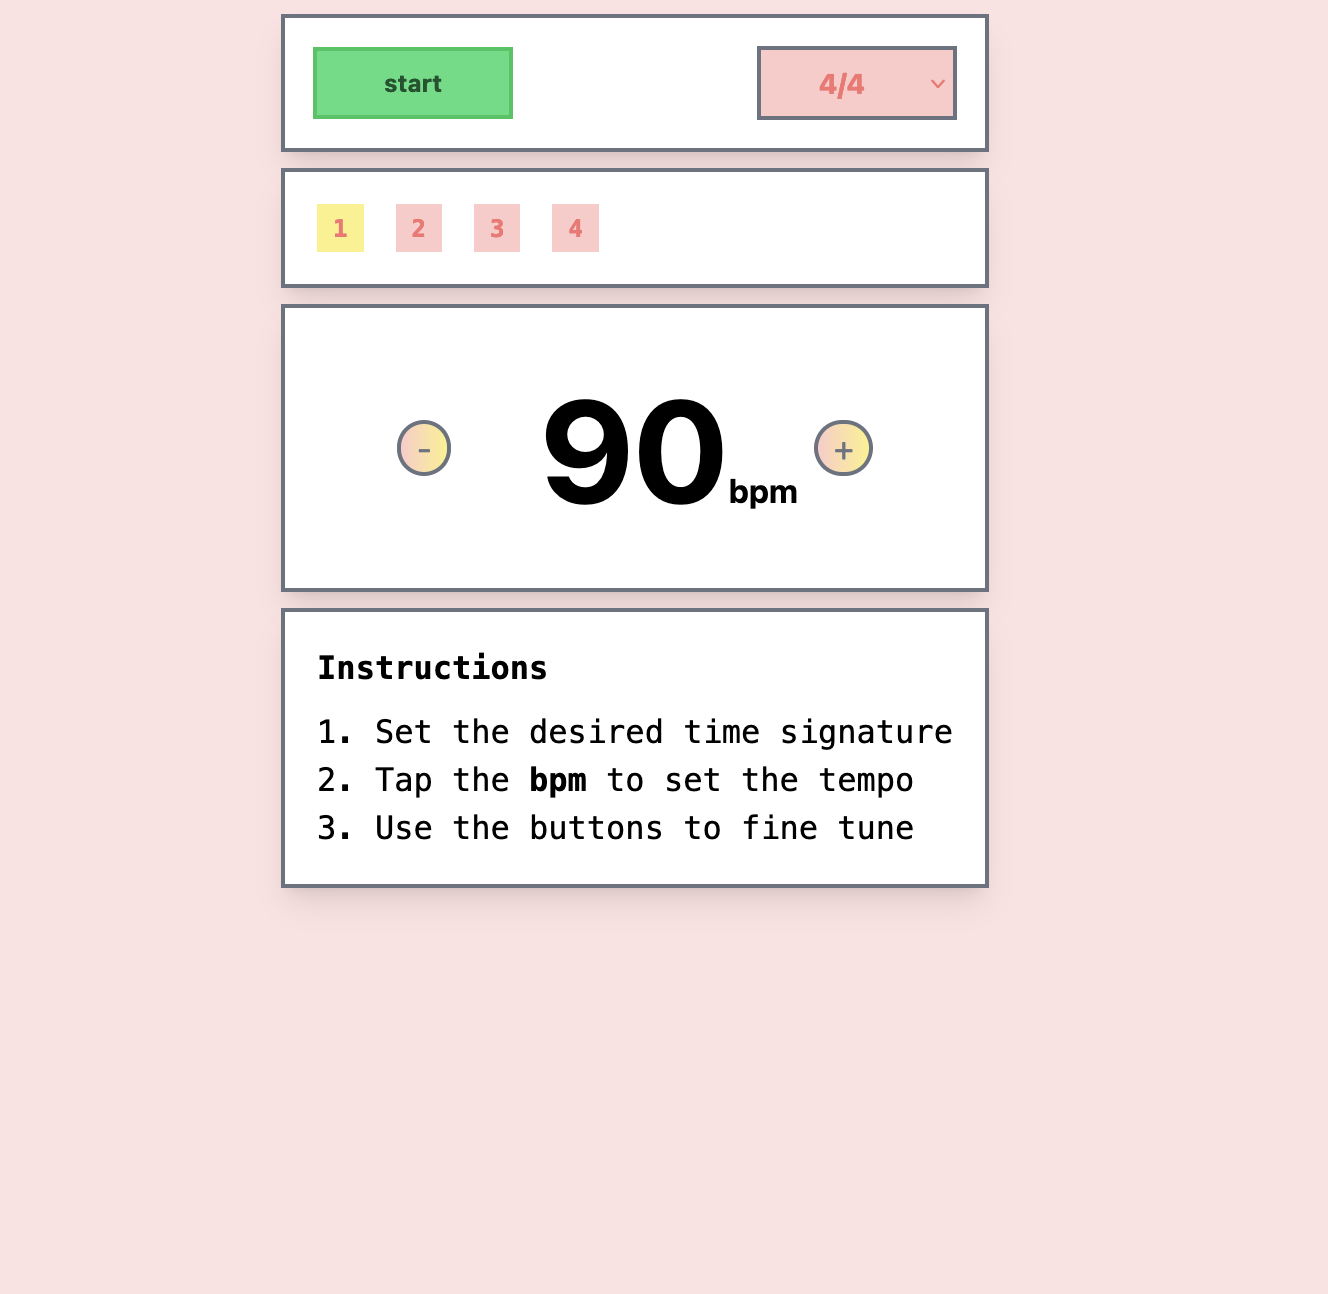 start
4/4
1 2 3 4
- 90 bpm +
Instructions
1. Set the desired time signature
2. Tap the bpm to set the tempo
3. Use the buttons to fine tune